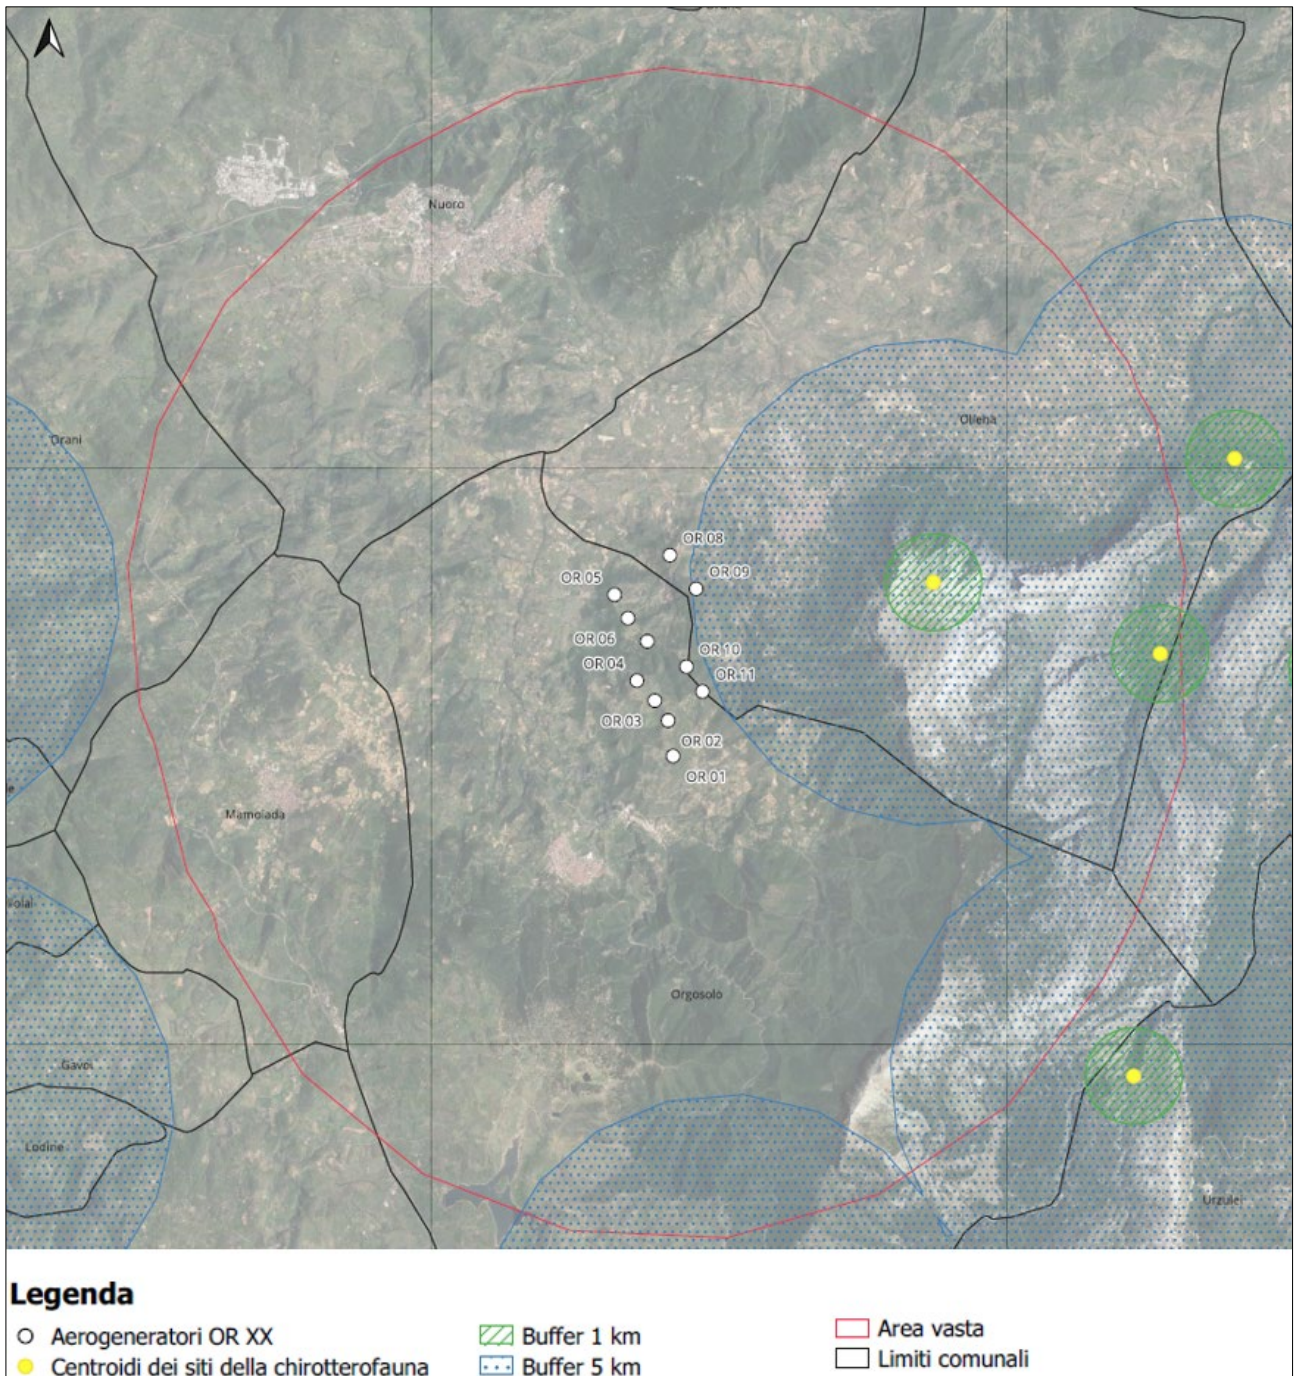 Nuoro
Orani
Oliena
OR 08
OR 05
OR 09
OR 06
OR 10
OR 04
OR 11
OR 03
OR 02
OR 01
Mamoiada
Orgosolo
Gavoi
Lodine
Urzulei
Legenda
Aerogeneratori OR XX
Centroidi dei siti della chirotterofauna
Buffer 1 km
Buffer 5 km
Area vasta
Limiti comunali